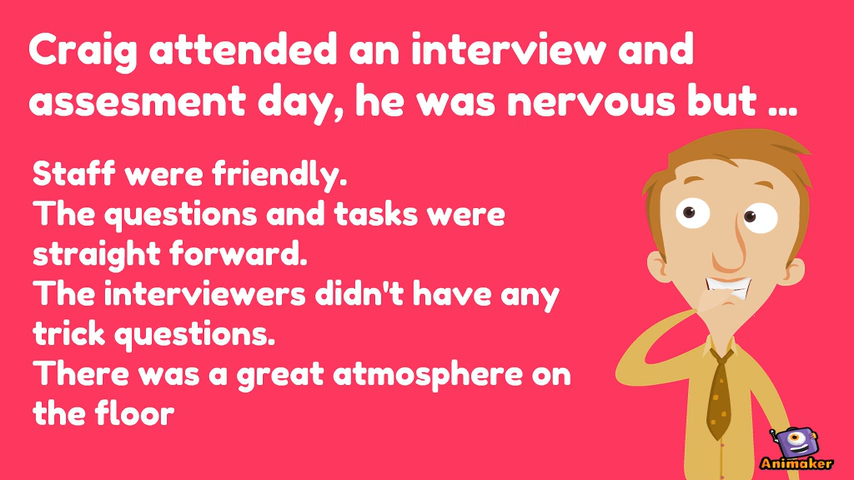 Craig attended an interview and
assesment day, he was nervous but ...
Staff were friendly.
The questions and tasks were
straight forward.
The interviewers didn't have any
trick questions.
There was a great atmosphere on
the floor
Animaker